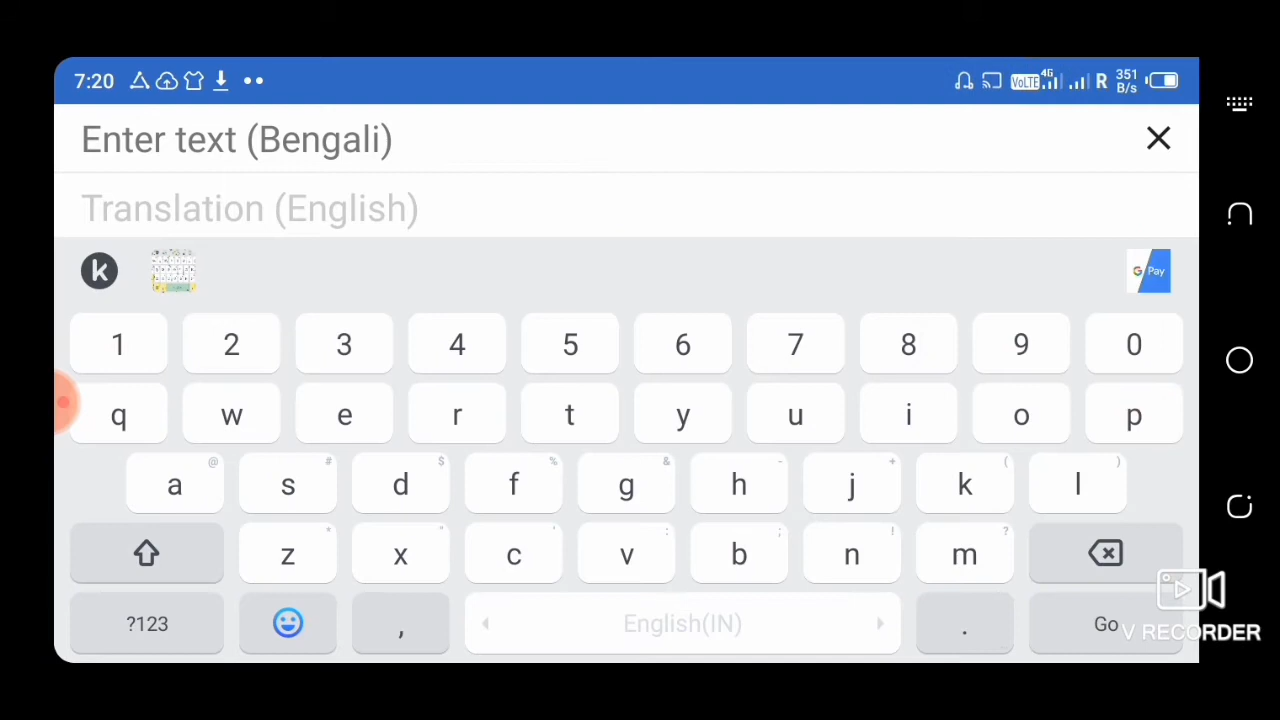 7:20 VoLTE 4G R 351 B/s
Enter text (Bengali)
Translation (English)
k G Pay
1 2 3 4 5 6 7 8 9 0
q w e r t y u i o p
@ # $ % & - + ( )
a s d f g h j k l
* " ' : ; ! ?
z x c v b n m
?123 , English(IN) . Go
V RECORDER